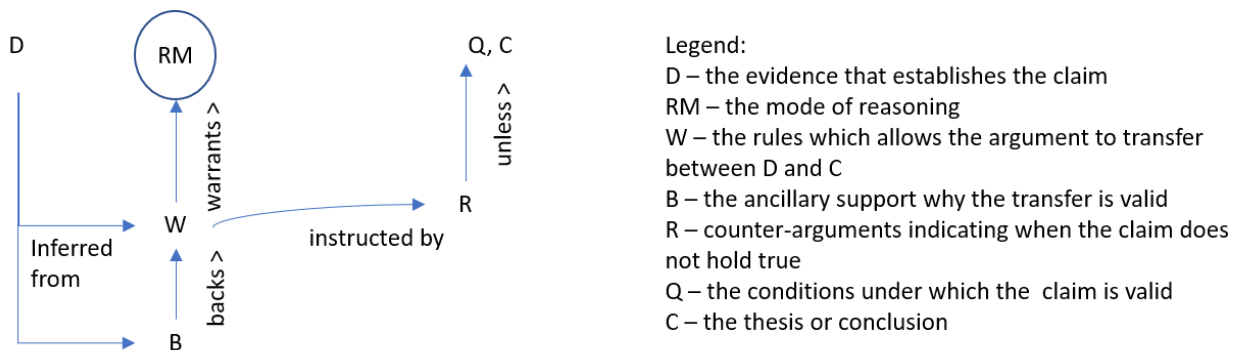 D
RM
Q, C
warrants >
unless >
W
R
Inferred
from
instructed by
backs >
B
Legend:
D – the evidence that establishes the claim
RM – the mode of reasoning
W – the rules which allows the argument to transfer
between D and C
B – the ancillary support why the transfer is valid
R – counter-arguments indicating when the claim does
not hold true
Q – the conditions under which the  claim is valid
C – the thesis or conclusion